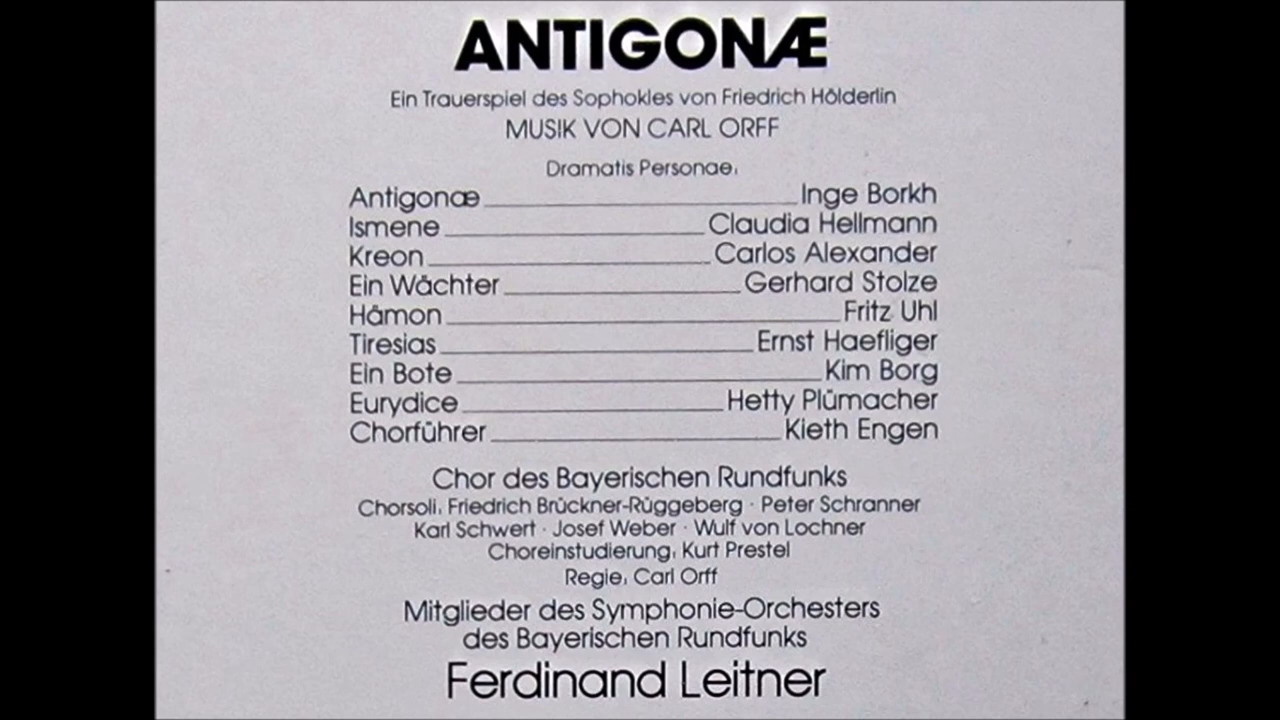 ANTIGONÆ
Ein Trauerspiel des Sophokles von Friedrich Hölderlin
MUSIK VON CARL ORFF
Dramatis Personae:
Antigonæ Inge Borkh
Ismene Claudia Hellmann
Kreon Carlos Alexander
Ein Wächter Gerhard Stolze
Hämon Fritz Uhl
Tiresias Ernst Haefliger
Ein Bote Kim Borg
Eurydice Hetty Plümacher
Chorführer Kieth Engen
Chor des Bayerischen Rundfunks
Chorsoli: Friedrich Brückner-Rüggeberg · Peter Schranner
Karl Schwert · Josef Weber · Wulf von Lochner
Choreinstudierung: Kurt Prestel
Regie: Carl Orff
Mitglieder des Symphonie-Orchesters
des Bayerischen Rundfunks
Ferdinand Leitner